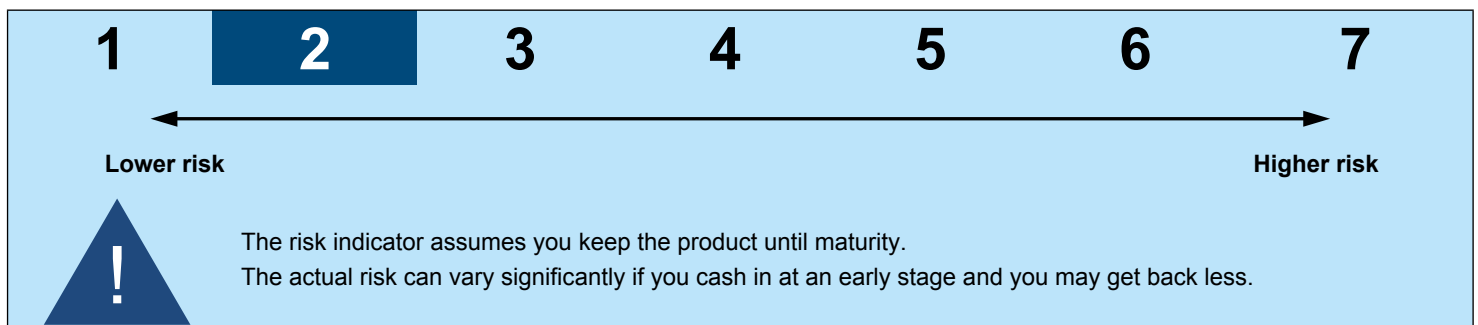 1 2 3 4 5 6 7
Lower risk Higher risk
!
The risk indicator assumes you keep the product until maturity.
The actual risk can vary significantly if you cash in at an early stage and you may get back less.